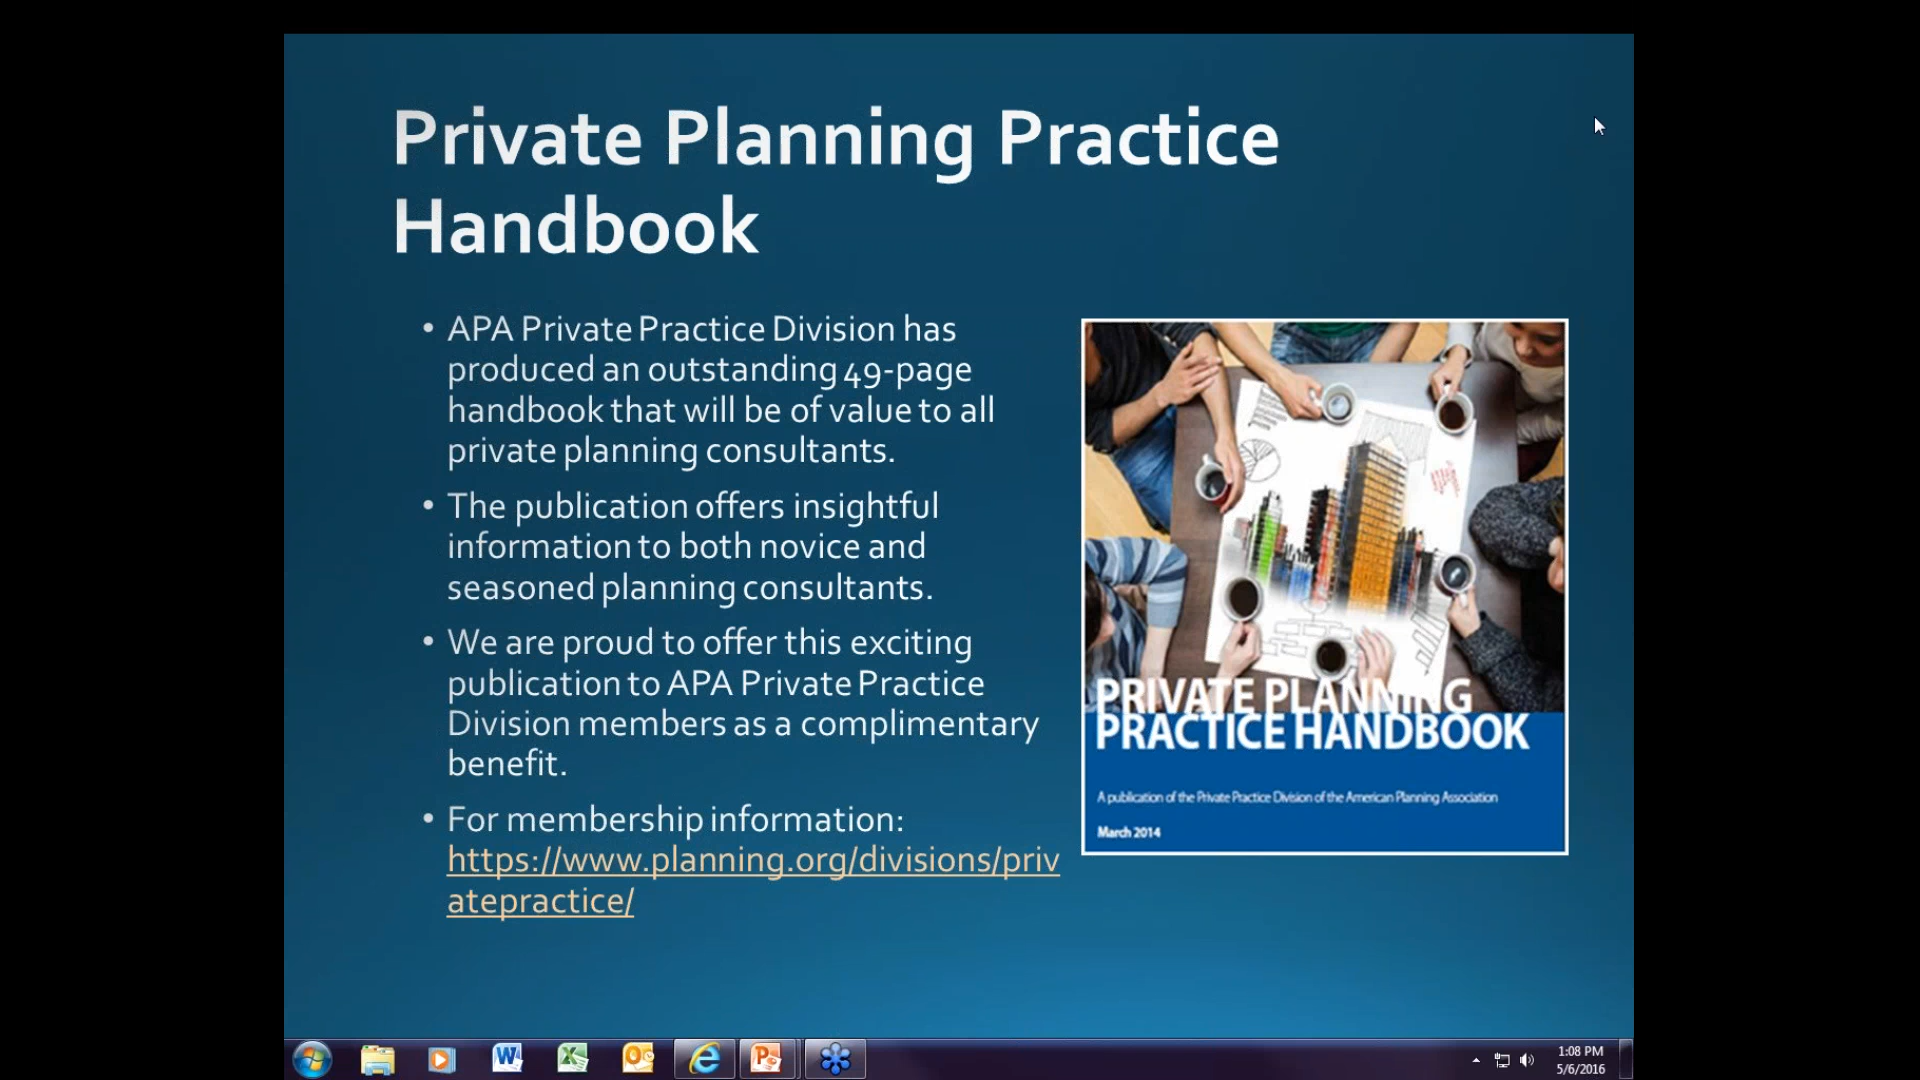 Private Planning Practice
Handbook
• APA Private Practice Division has
produced an outstanding 49-page
handbook that will be of value to all
private planning consultants.
• The publication offers insightful
information to both novice and
seasoned planning consultants.
• We are proud to offer this exciting
publication to APA Private Practice
Division members as a complimentary
benefit.
• For membership information:
https://www.planning.org/divisions/priv
atepractice/
PRIVATE PLANNING
PRACTICE HANDBOOK
A publication of the Private Practice Division of the American Planning Association
March 2014
1:08 PM
5/6/2016